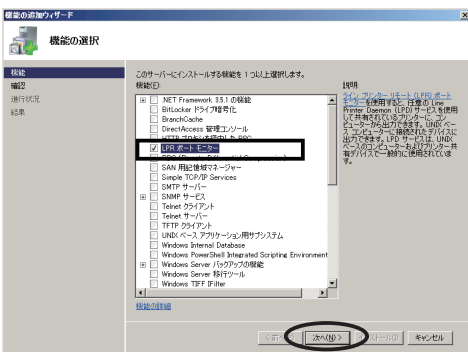 機能の追加ウィザード
機能の選択
機能
確認
進行状況
結果
このサーバーにインストールする機能を 1 つ以上選択します。
機能(F):
.NET Framework 3.5.1 の機能
BitLocker ドライブ暗号化
BranchCache
DirectAccess 管理コンソール
LPR ポート モニター
SAN 用記憶域マネージャー
Simple TCP/IP Services
SMTP サーバー
SNMP サービス
Telnet クライアント
Telnet サーバー
TFTP クライアント
UNIX ベース アプリケーション用サブシステム
Windows Internal Database
Windows PowerShell Integrated Scripting Environment
Windows Server バックアップの機能
Windows Server 移行ツール
Windows TIFF IFilter
機能の詳細
説明
ライン プリンター リモート (LPR) ポート
モニターを使用すると、任意の Line
Printer Daemon (LPD) サービスを使用
して共有されているプリンターに、コン
ピューターから出力できます。UNIX ベー
ス コンピューターに接続されたデバイスに
出力できます。LPD サービスは、UNIX
ベースのコンピューターおよびプリンター共
有デバイスで一般的に使用されていま
す。
次へ(N) >
キャンセル